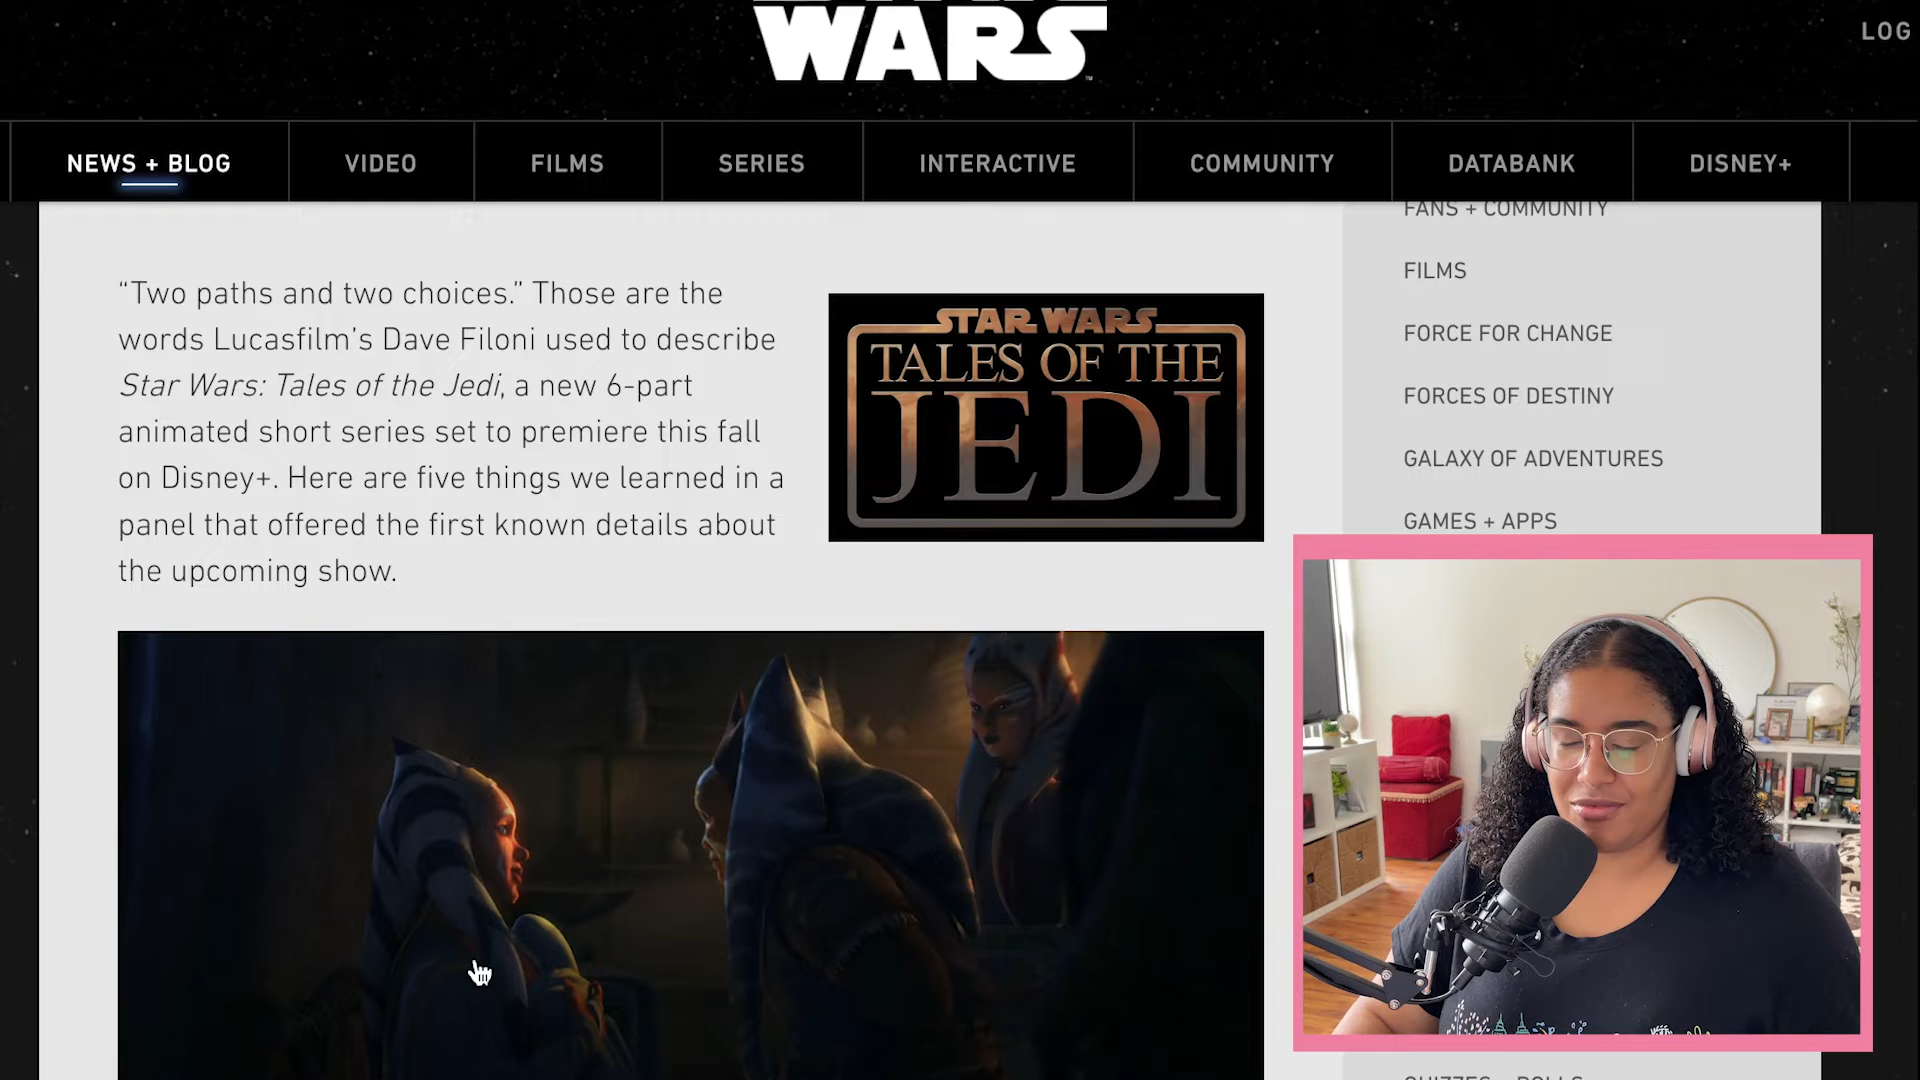 WARS
LOG
NEWS + BLOG
VIDEO
FILMS
SERIES
INTERACTIVE
COMMUNITY
DATABANK
DISNEY+
“Two paths and two choices.” Those are the
words Lucasfilm’s Dave Filoni used to describe
Star Wars: Tales of the Jedi, a new 6-part
animated short series set to premiere this fall
on Disney+. Here are five things we learned in a
panel that offered the first known details about
the upcoming show.
STAR WARS
TALES OF THE
JEDI
FANS + COMMUNITY
FILMS
FORCE FOR CHANGE
FORCES OF DESTINY
GALAXY OF ADVENTURES
GAMES + APPS